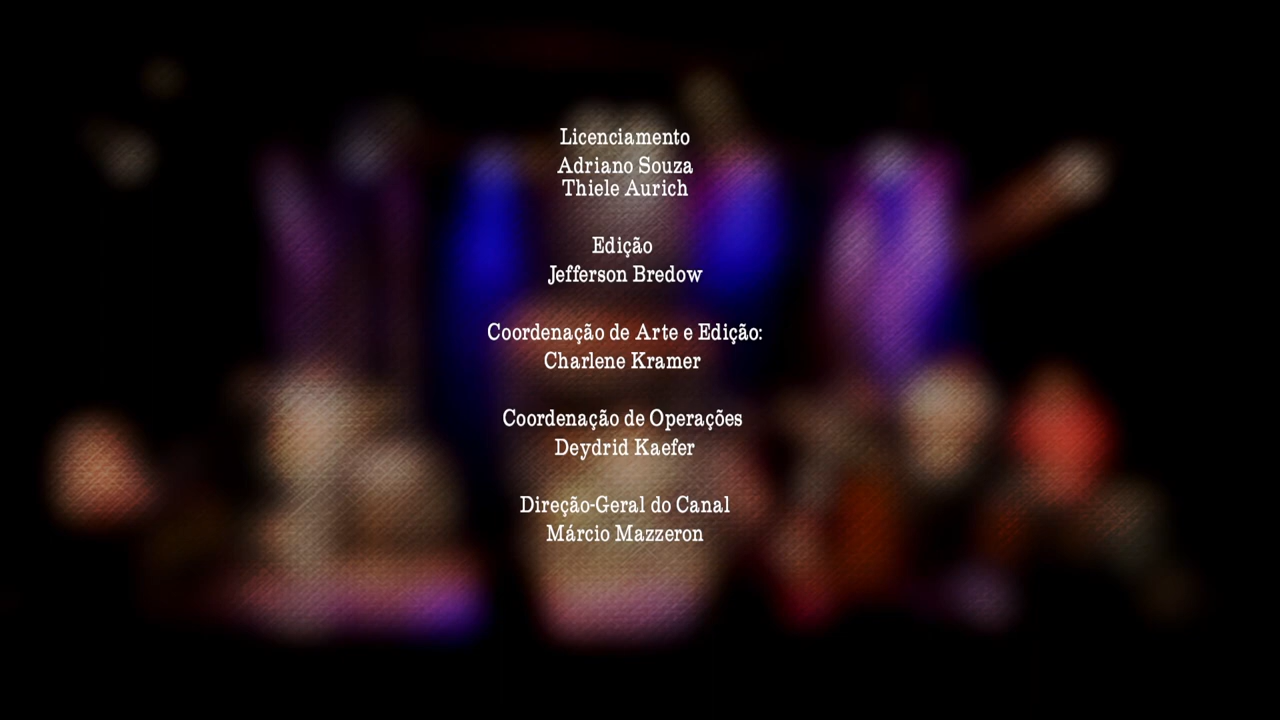 Licenciamento
Adriano Souza
Thiele Aurich
Edição
Jefferson Bredow
Coordenação de Arte e Edição:
Charlene Kramer
Coordenação de Operações
Deydrid Kaefer
Direção-Geral do Canal
Márcio Mazzeron